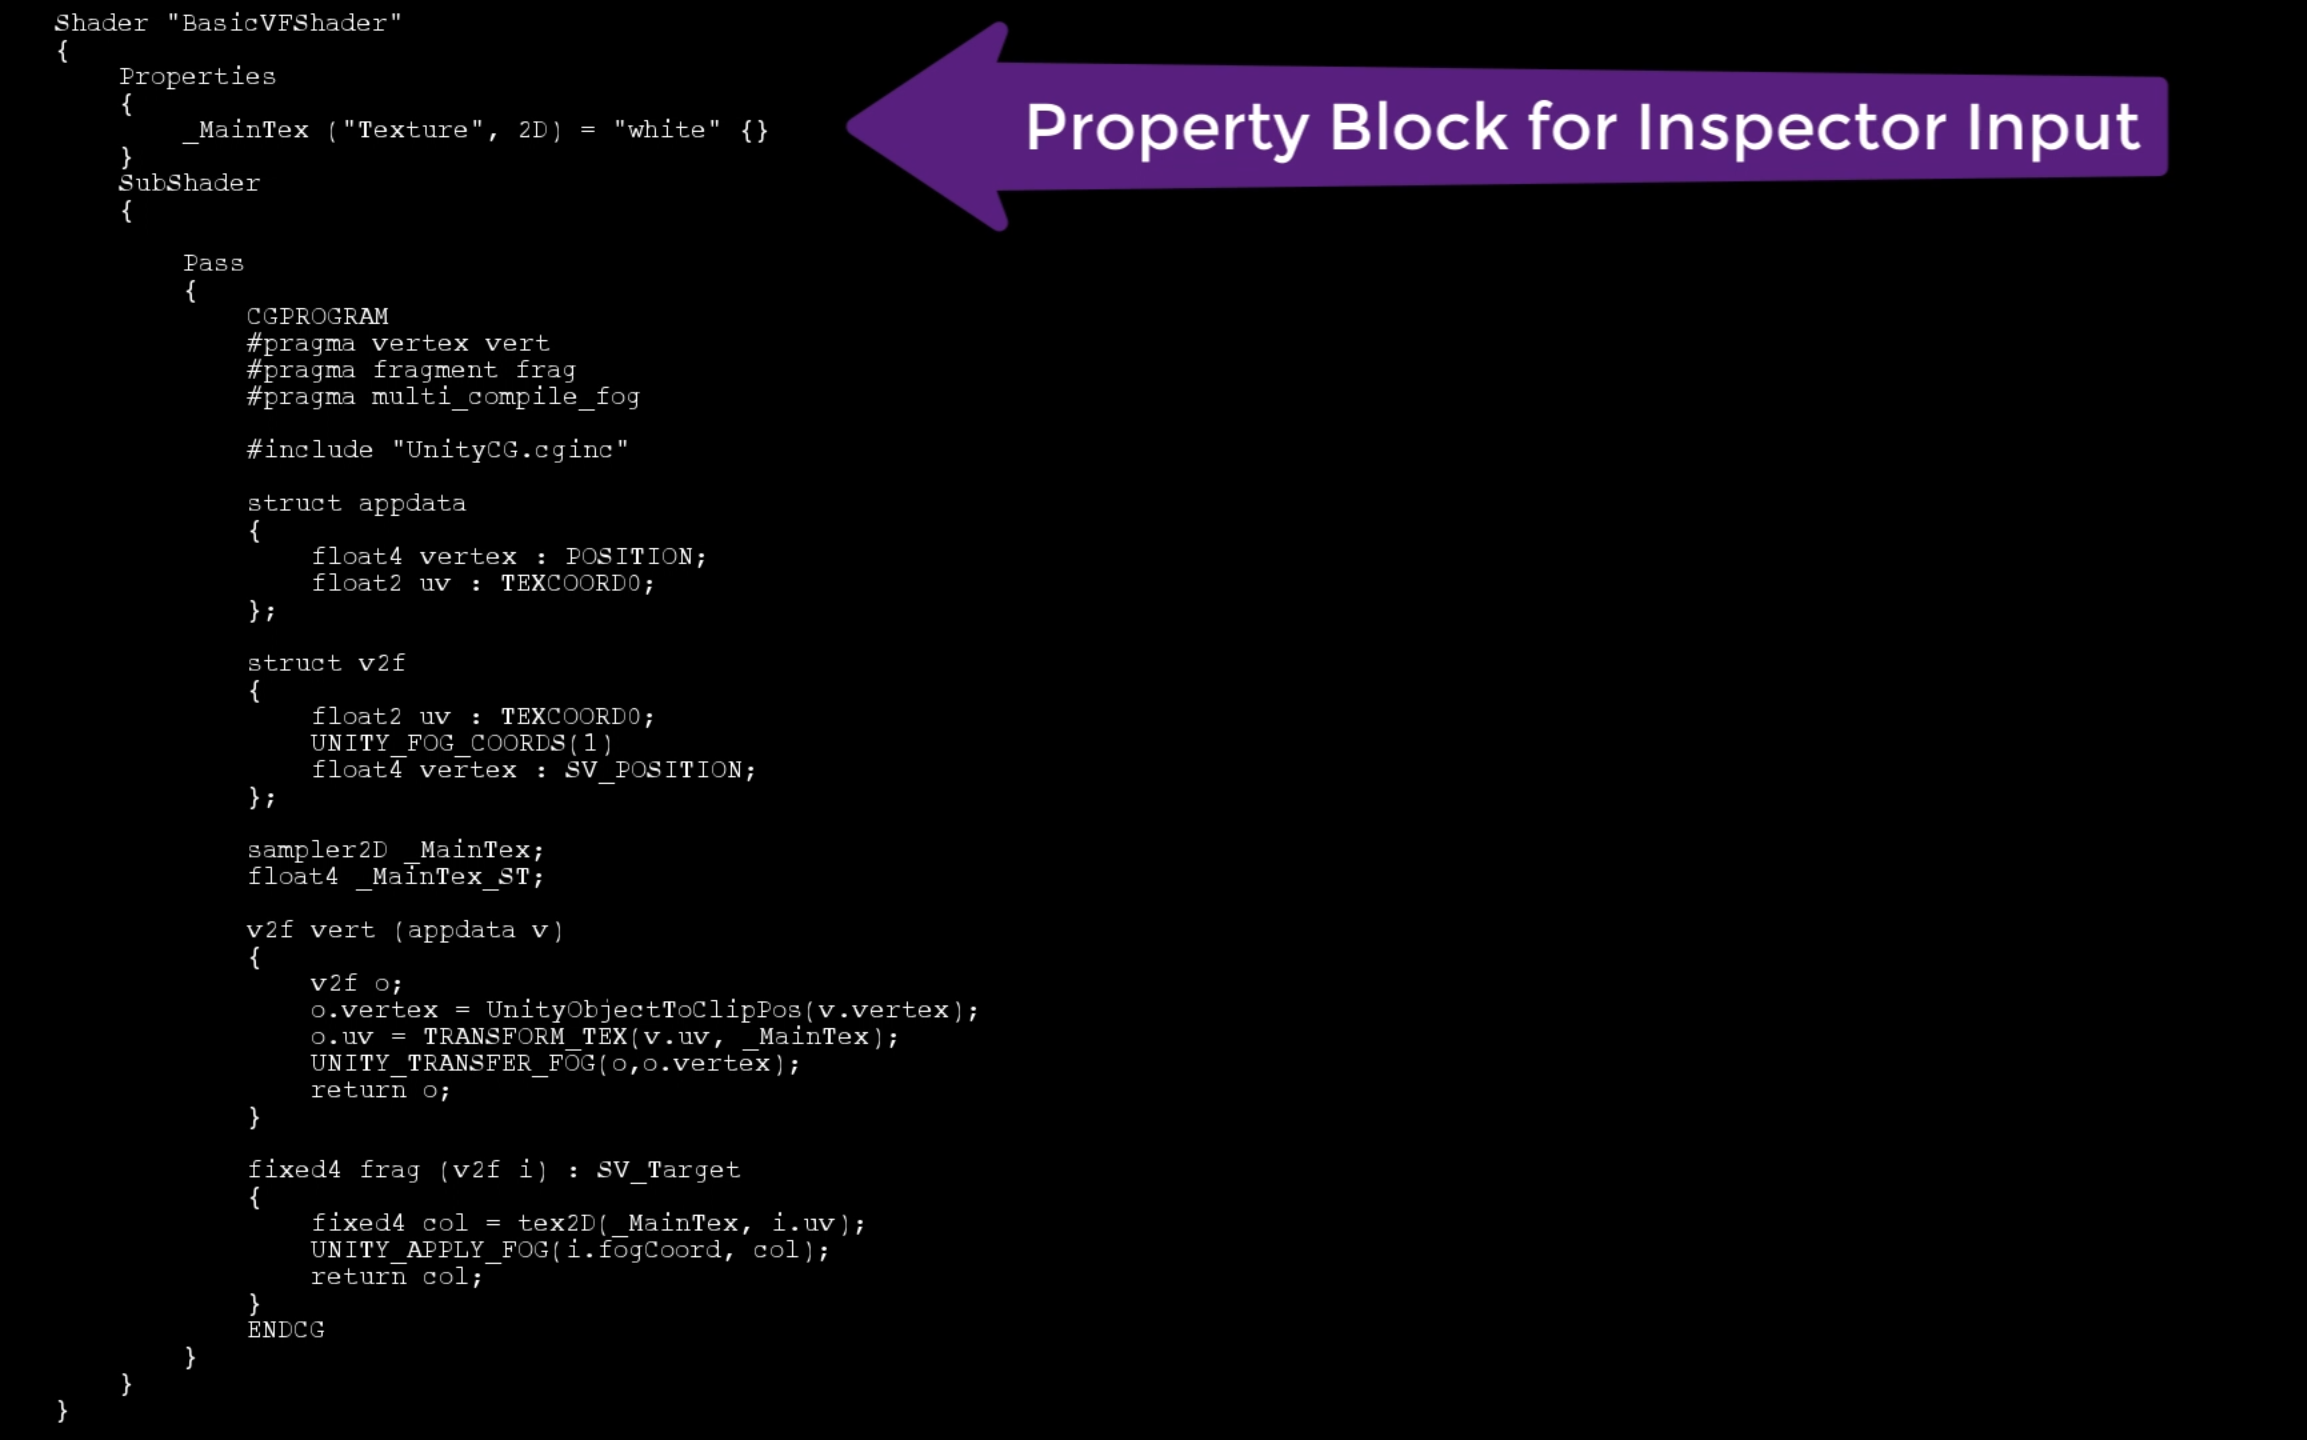 Shader "BasicVFShader"
{
Properties
{
_MainTex ("Texture", 2D) = "white" {}
}
Property Block for Inspector Input
SubShader
{
Pass
{
CGPROGRAM
#pragma vertex vert
#pragma fragment frag
#pragma multi_compile_fog
#include "UnityCG.cginc"
struct appdata
{
float4 vertex : POSITION;
float2 uv : TEXCOORD0;
};
struct v2f
{
float2 uv : TEXCOORD0;
UNITY_FOG_COORDS(1)
float4 vertex : SV_POSITION;
};
sampler2D _MainTex;
float4 _MainTex_ST;
v2f vert (appdata v)
{
v2f o;
o.vertex = UnityObjectToClipPos(v.vertex);
o.uv = TRANSFORM_TEX(v.uv, _MainTex);
UNITY_TRANSFER_FOG(o,o.vertex);
return o;
}
fixed4 frag (v2f i) : SV_Target
{
fixed4 col = tex2D(_MainTex, i.uv);
UNITY_APPLY_FOG(i.fogCoord, col);
return col;
}
ENDCG
}
}
}